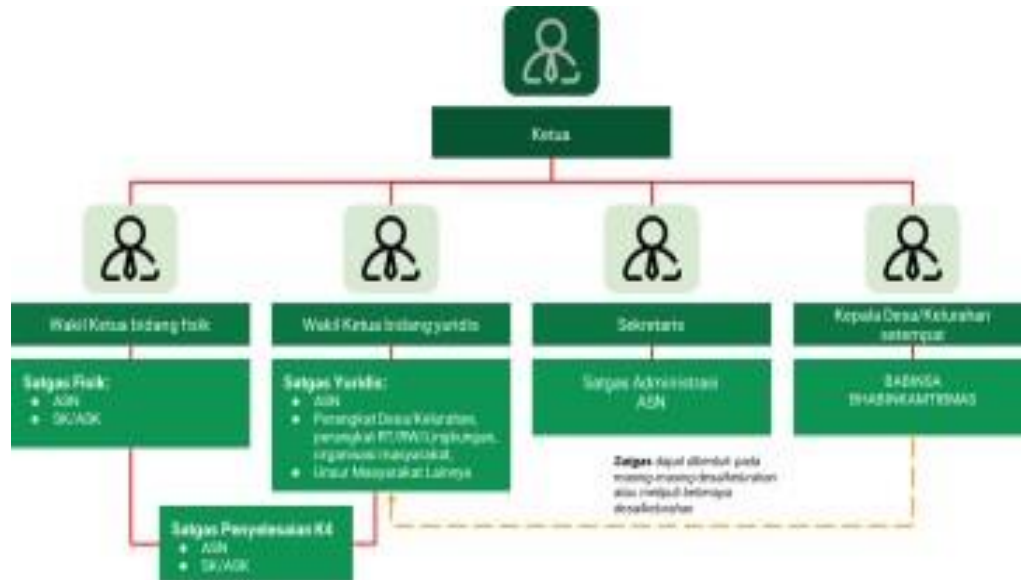 Ketua
Wakil Ketua bidang fisik
Wakil Ketua bidang yuridis
Sekretaris
Kepala Desa/Kelurahan
setempat
Satgas Fisik:
ASN
SK/ASK
Satgas Yuridis:
ASN
Perangkat Desa/Kelurahan,
perangkat RT/RW/Lingkungan,
organisasi masyarakat,
Unsur Masyarakat Lainnya
Satgas Administrasi
ASN
BABINSA
BHABINKAMTIBMAS
Satgas dapat dibentuk pada
masing-masing desa/kelurahan
atau meliputi beberapa
desa/kelurahan
Satgas Penyelesaian K4
ASN
SK/ASK